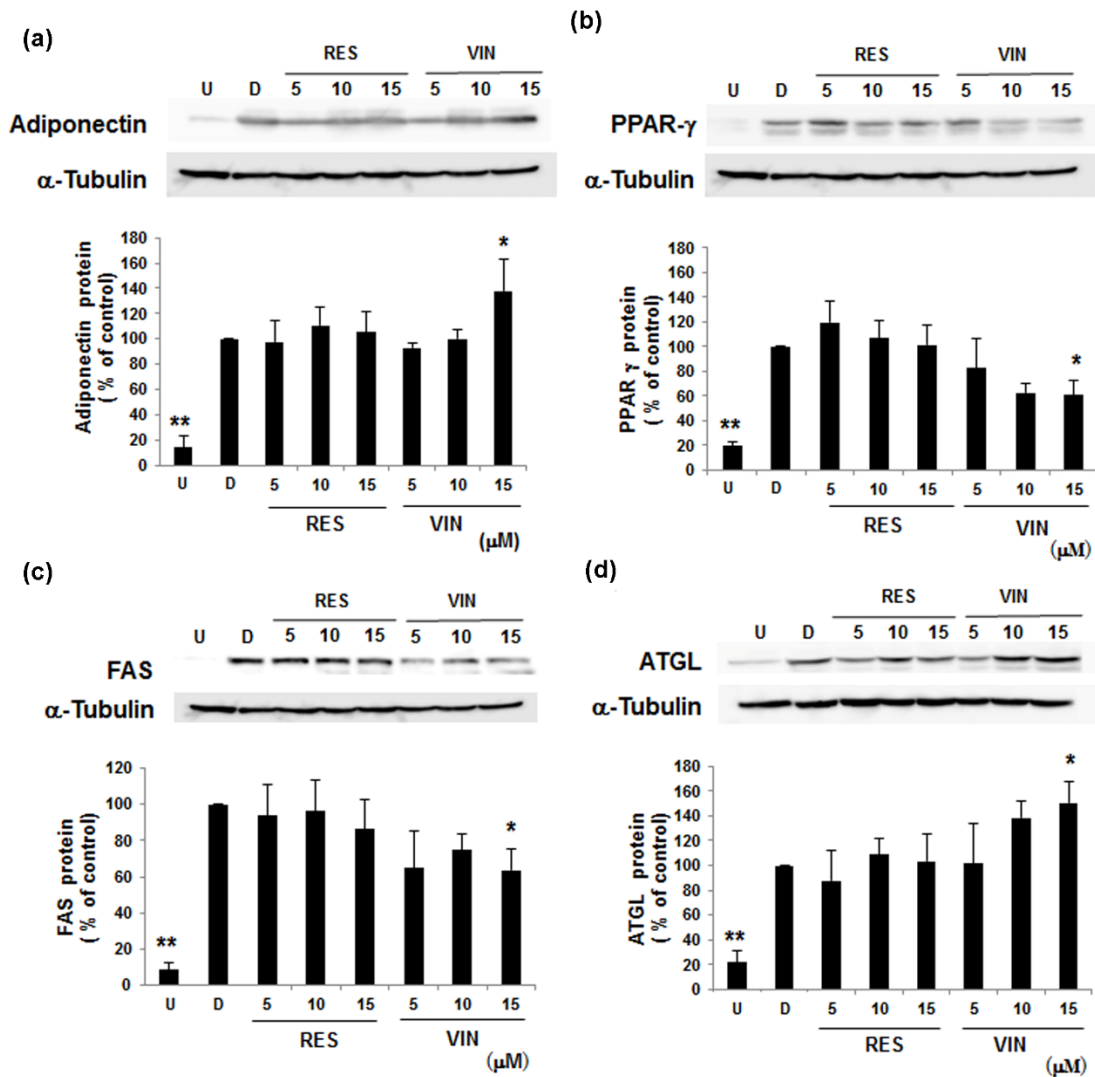 (a)
RES VIN
U D 5 10 15 5 10 15
Adiponectin
α-Tubulin
Adiponectin protein
( % of control)
180
160
140
120
100
80
60
40
20
0
**
*
U D 5 10 15 5 10 15
RES VIN
(μM)
(b)
RES VIN
U D 5 10 15 5 10 15
PPAR-γ
α-Tubulin
PPAR γ protein
( % of control)
180
160
140
120
100
80
60
40
20
0
**
*
U D 5 10 15 5 10 15
RES VIN
(μM)
(c)
RES VIN
U D 5 10 15 5 10 15
FAS
α-Tubulin
FAS protein
( % of control)
120
100
80
60
40
20
0
**
*
U D 5 10 15 5 10 15
RES VIN
(μM)
(d)
RES VIN
U D 5 10 15 5 10 15
ATGL
α-Tubulin
ATGL protein
( % of control)
180
160
140
120
100
80
60
40
20
0
**
*
U D 5 10 15 5 10 15
RES VIN
(μM)